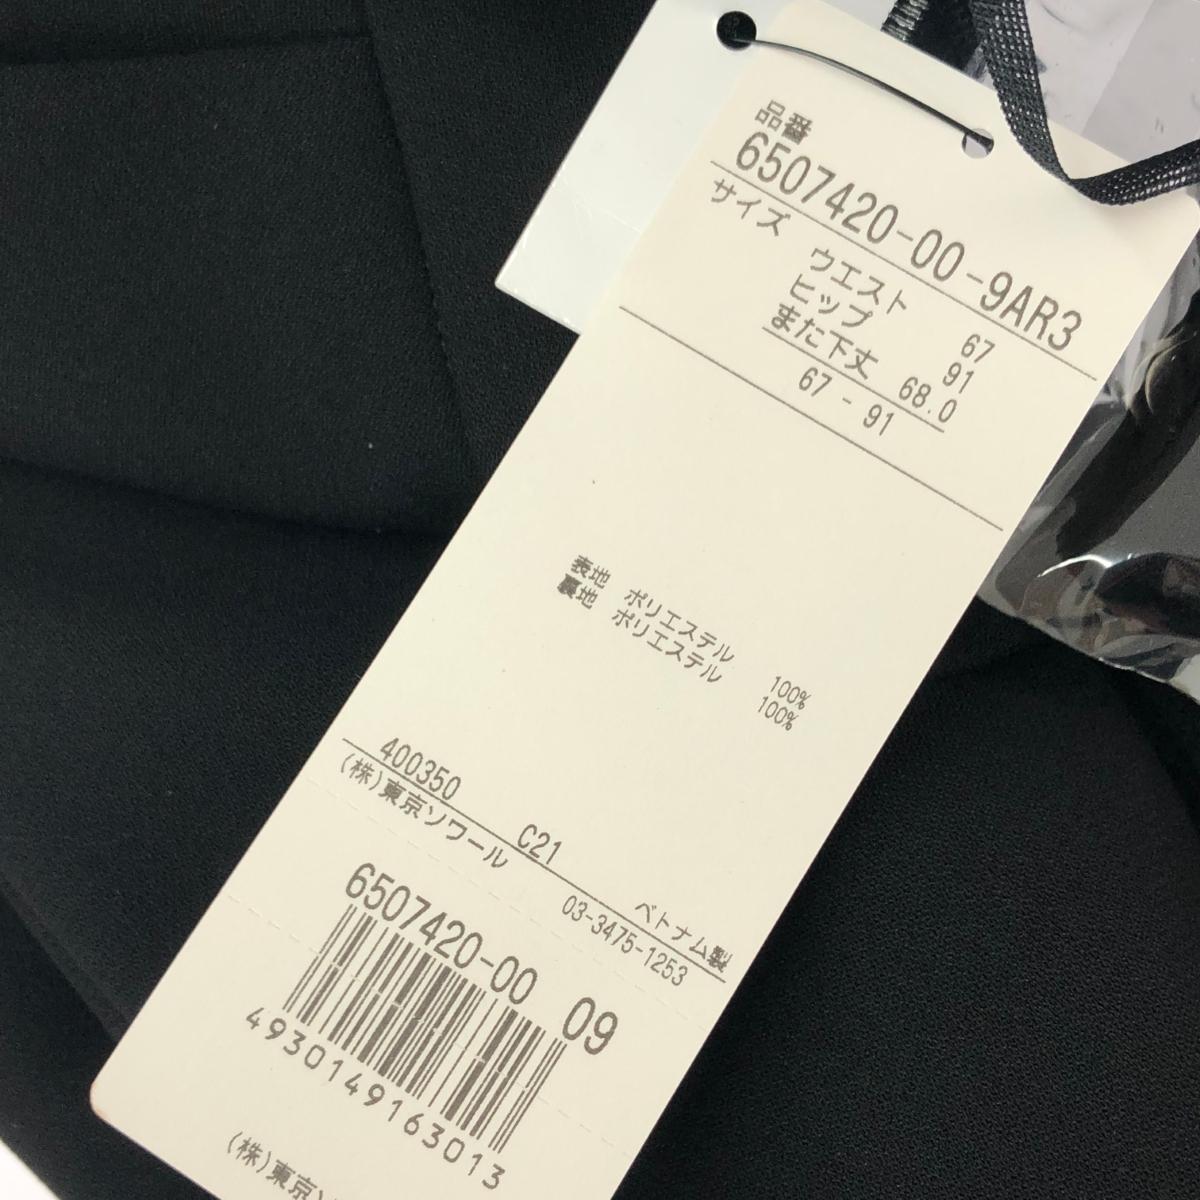 品番
6507420-00-9AR3
サイズ
ウエスト 67
ヒップ 91
また下丈 68.0
67 - 91
表地 ポリエステル 100%
裏地 ポリエステル 100%
400350 C21 ベトナム製
(株)東京ソワール 03-3475-1253
6507420-00 09
4930149163013
(株)東京ソ